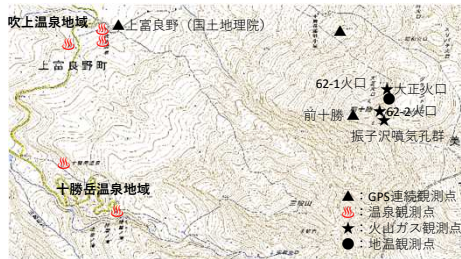 吹上温泉地域
▲上富良野(国土地理院)
上富良野町
62-1火口
大正火口
前十勝
62-2火口
振子沢噴気孔群
十勝岳温泉地域
三段山
▲:GPS連続観測点
♨:温泉観測点
★:火山ガス観測点
●:地温観測点